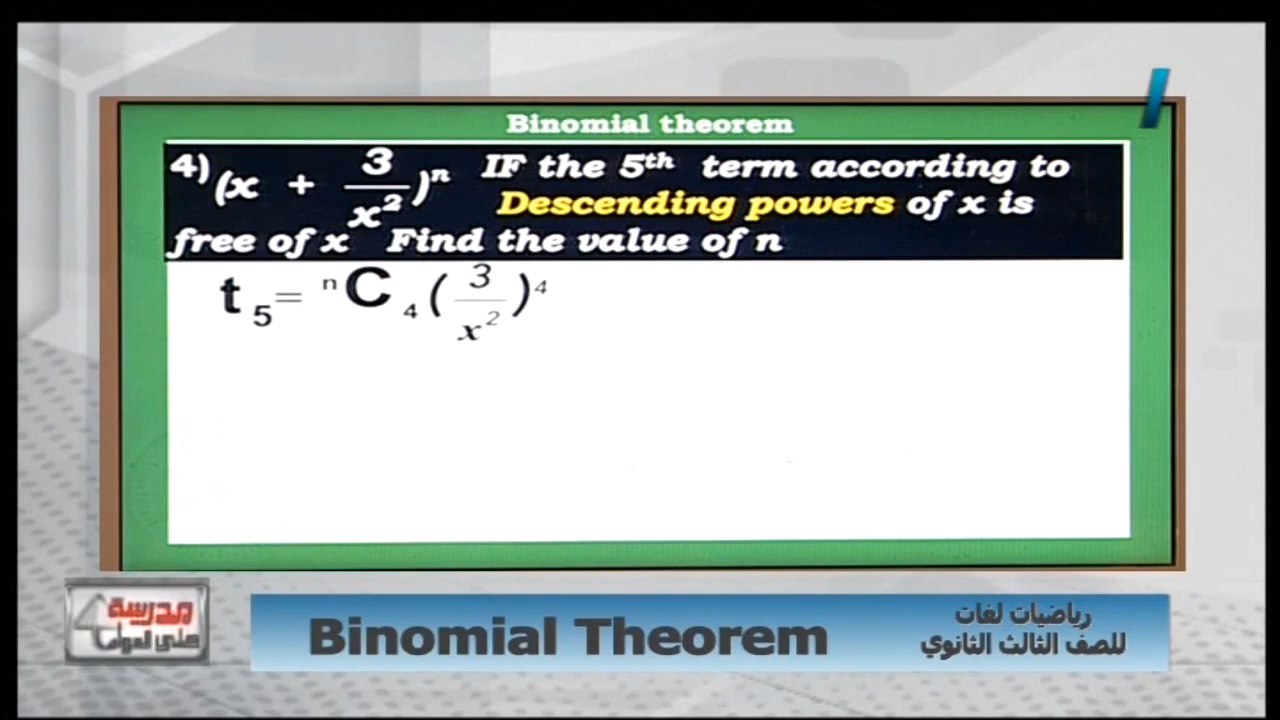 Binomial theorem
4) (x + 3/x²)ⁿ IF the 5th term according to
Descending powers of x is
free of x Find the value of n
t₅ = ⁿC₄ (3/x²)⁴
مدرسة
على الهواء
4
Binomial Theorem
رياضيات لغات
للصف الثالث الثانوي